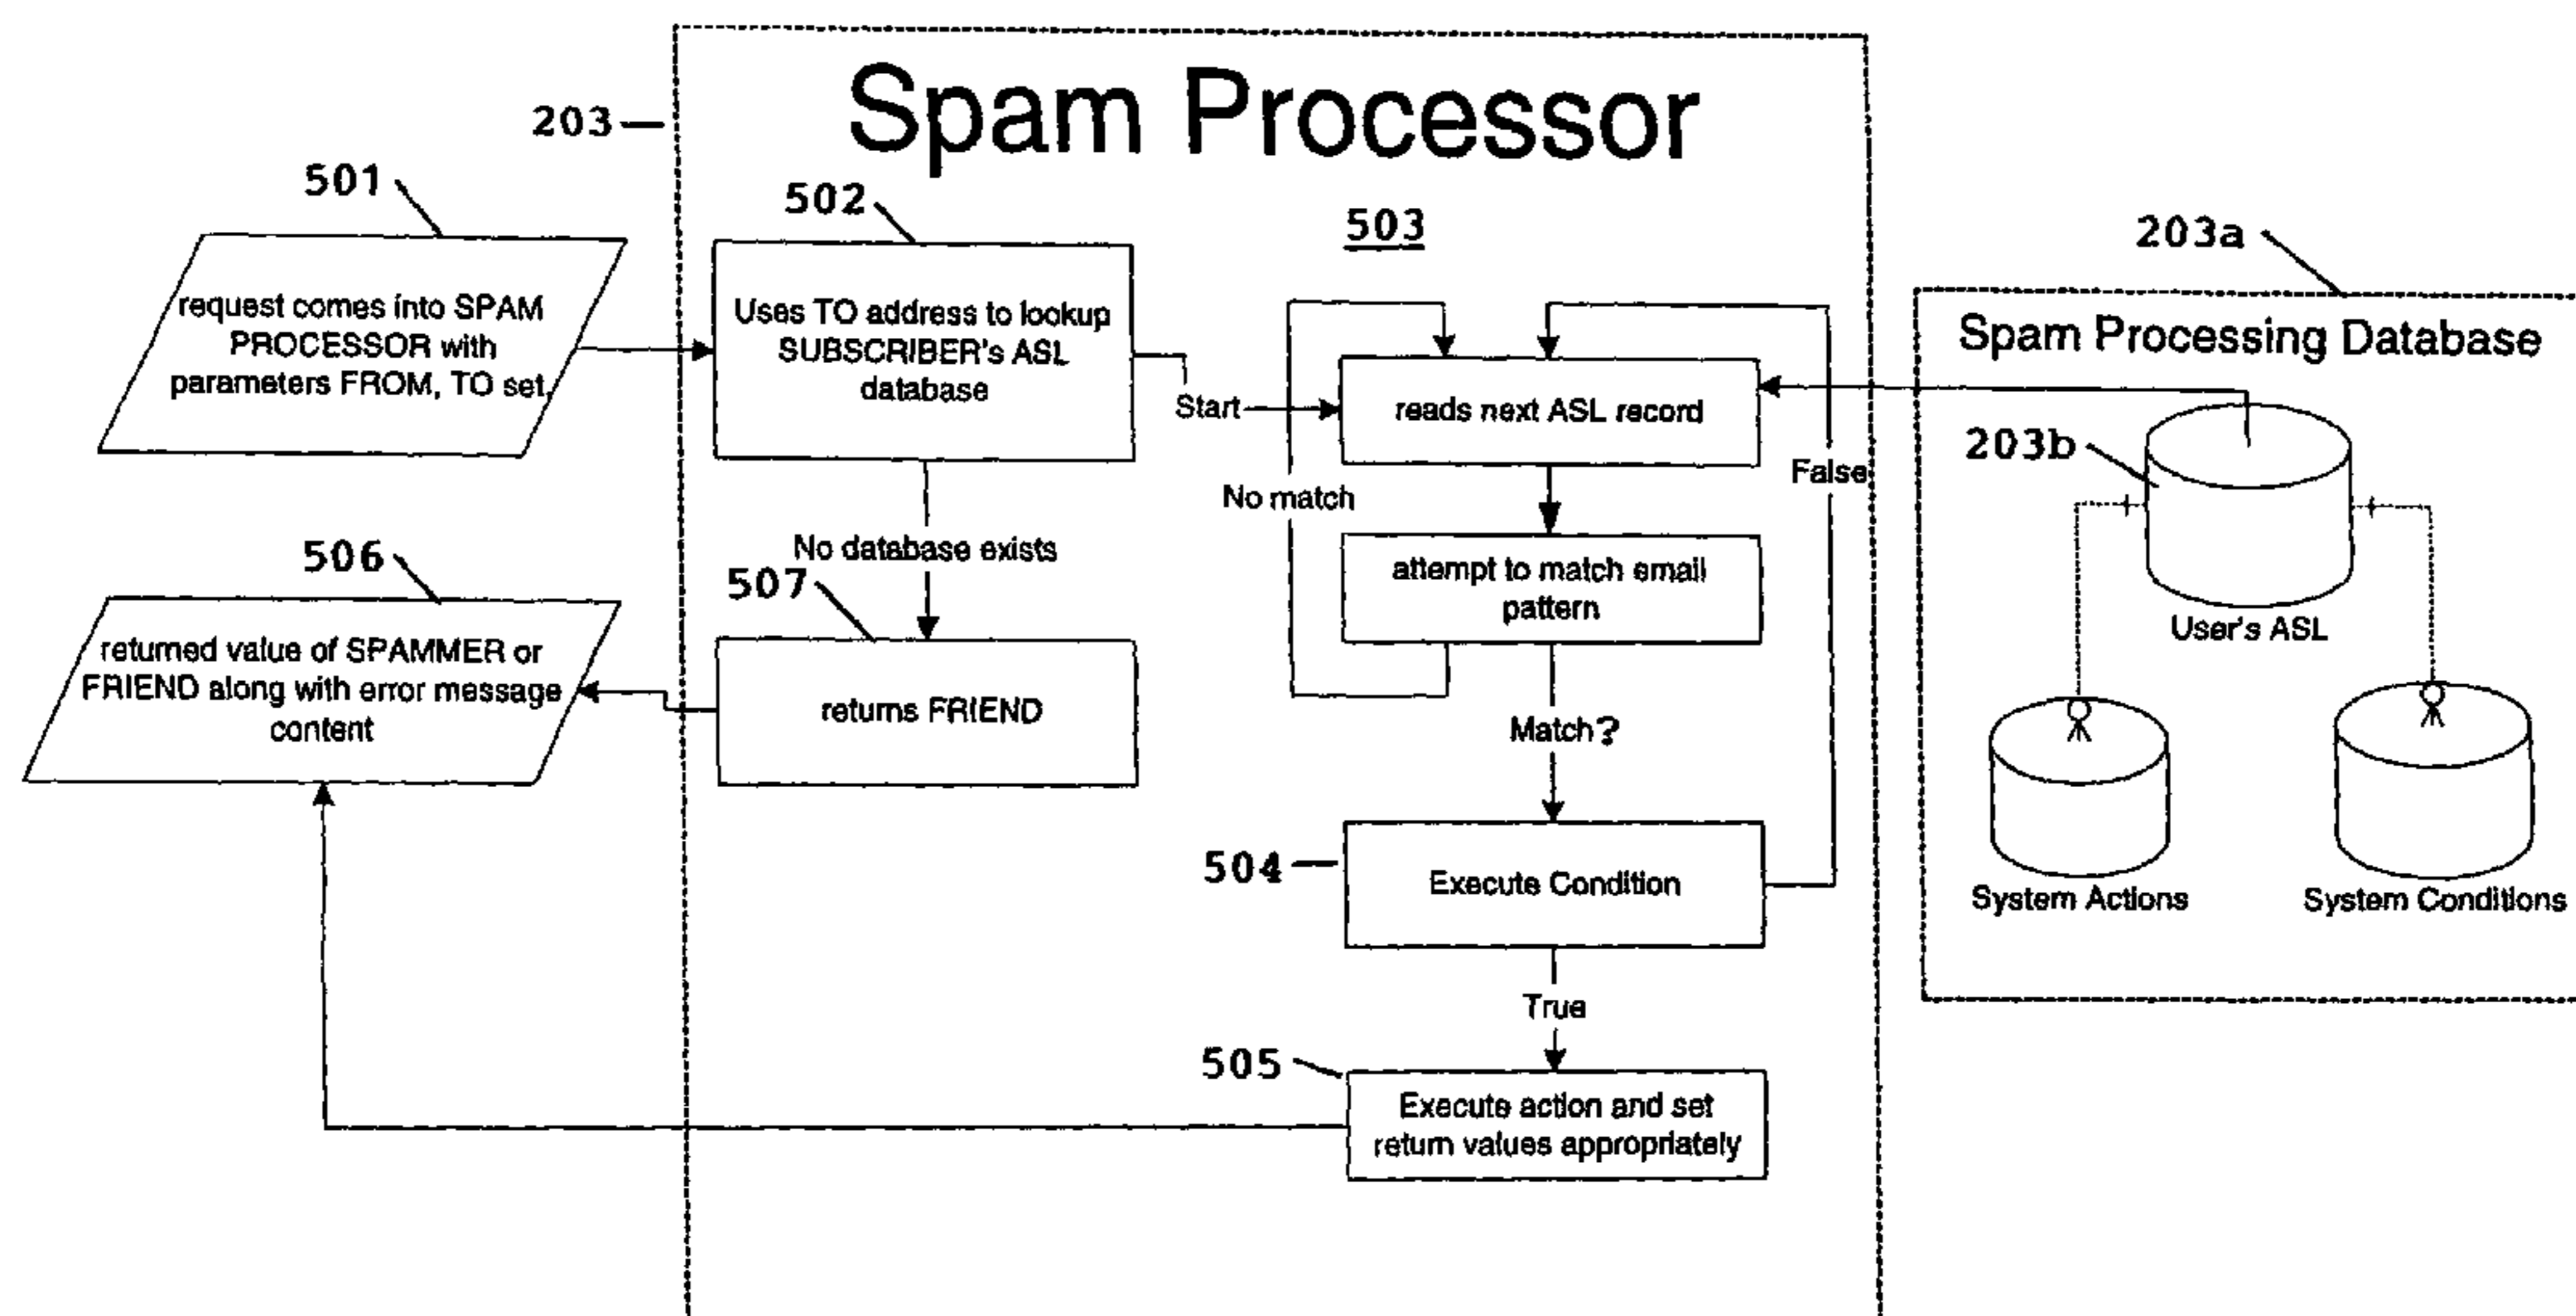 Spam Processor
203
501
request comes into SPAM
PROCESSOR with
parameters FROM, TO set.
502
Uses TO address to lookup
SUBSCRIBER's ASL
database
503
Start
reads next ASL record
No match
False
attempt to match email
pattern
No database exists
507
returns FRIEND
506
returned value of SPAMMER or
FRIEND along with error message
content
Match?
504
Execute Condition
True
505
Execute action and set
return values appropriately
203a
Spam Processing Database
203b
User's ASL
System Actions
System Conditions